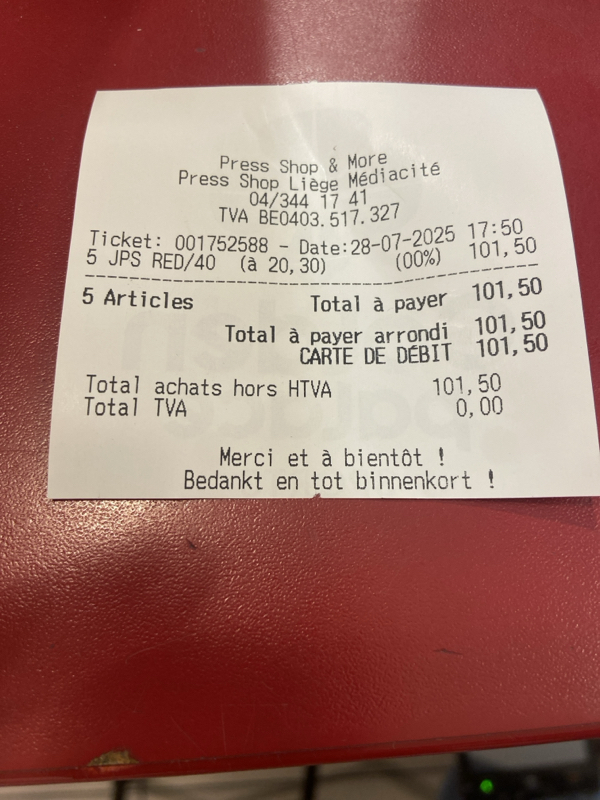 Press Shop & More
Press Shop Liège Médiacité
04/344 17 41
TVA BE0403.517.327
Ticket: 001752588 - Date:28-07-2025 17:50
5 JPS RED/40 (à 20,30) (00%) 101,50
5 Articles Total à payer 101,50
Total à payer arrondi 101,50
CARTE DE DÉBIT 101,50
Total achats hors HTVA 101,50
Total TVA 0,00
Merci et à bientôt !
Bedankt en tot binnenkort !